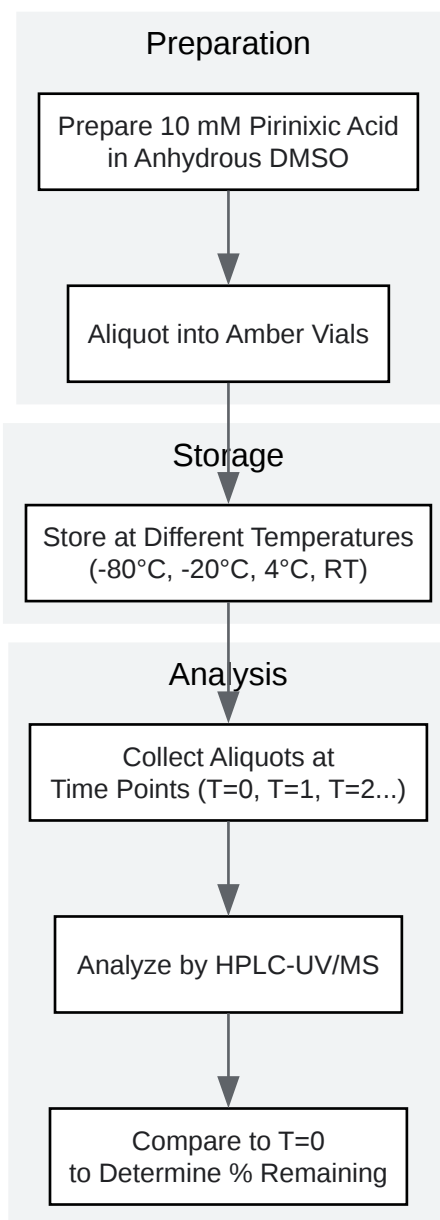 Preparation
Prepare 10 mM Pirinixic Acid
in Anhydrous DMSO
Aliquot into Amber Vials
Storage
Store at Different Temperatures
(-80°C, -20°C, 4°C, RT)
Analysis
Collect Aliquots at
Time Points (T=0, T=1, T=2...)
Analyze by HPLC-UV/MS
Compare to T=0
to Determine % Remaining